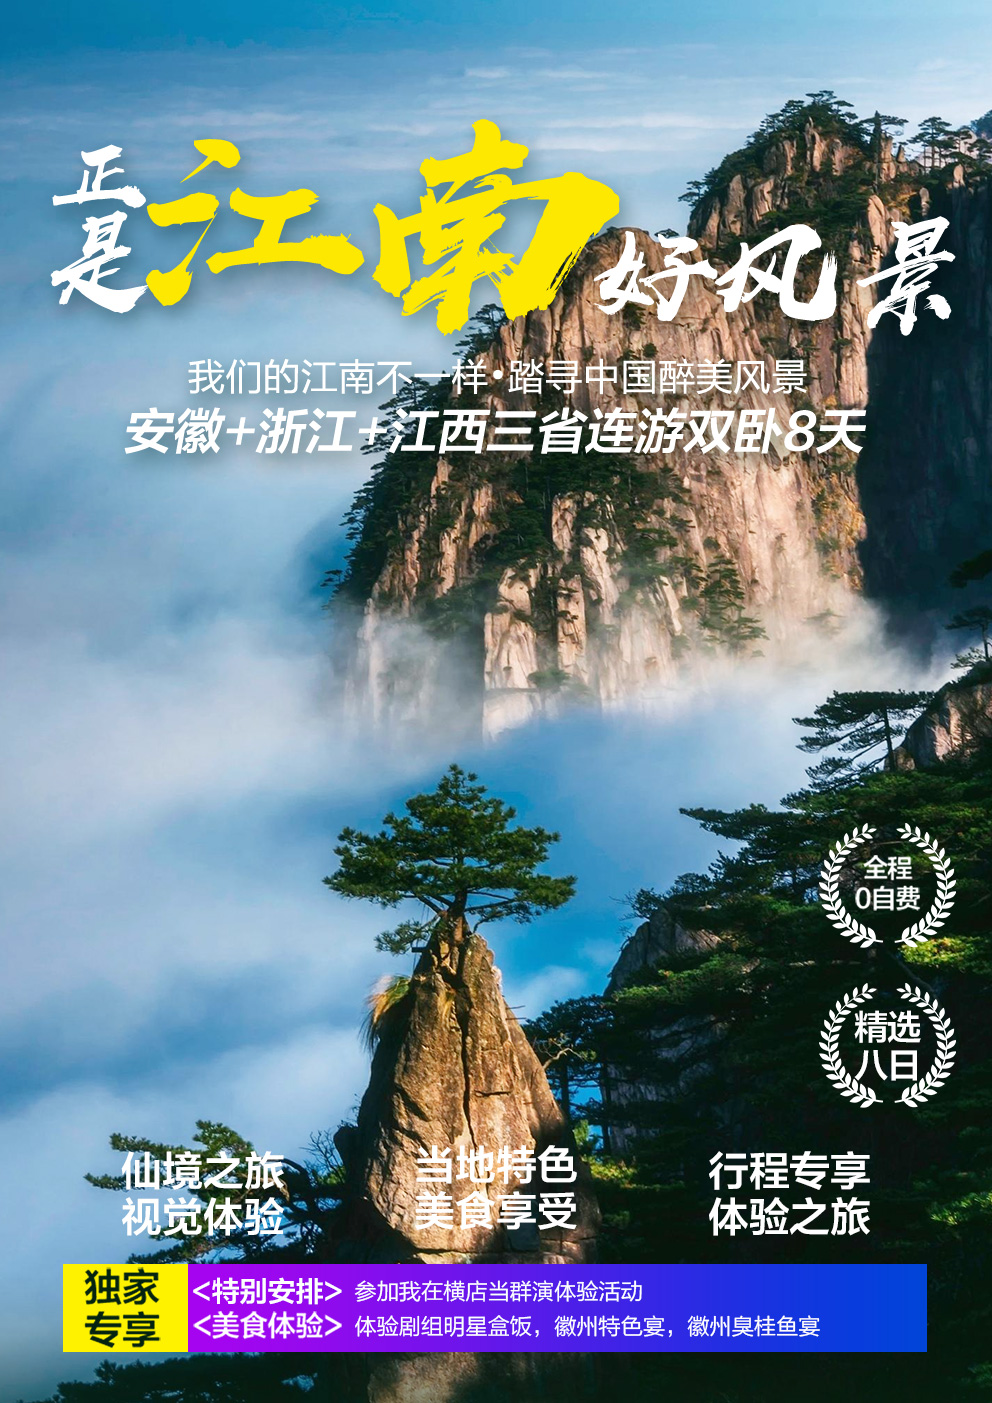 正是江南好风景
我们的江南不一样•踏寻中国醉美风景
安徽+浙江+江西三省连游双卧8天
全程
0自费
精选
八日
仙境之旅
视觉体验
当地特色
美食享受
行程专享
体验之旅
独家
专享
<特别安排> 参加我在横店当群演体验活动
<美食体验> 体验剧组明星盒饭，徽州特色宴，徽州臭桂鱼宴